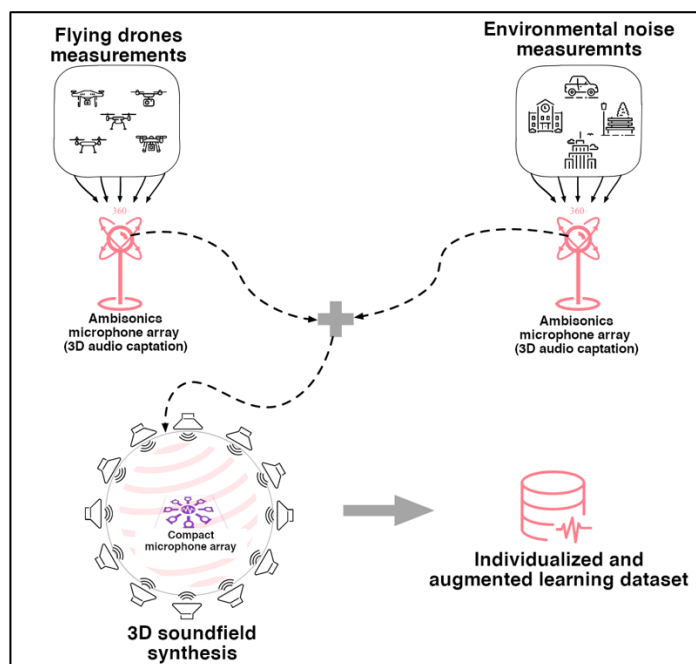 Flying drones
measurements
Environmental noise
measuremnts
360°
Ambisonics
microphone array
(3D audio captation)
360°
Ambisonics
microphone array
(3D audio captation)
Compact
microphone array
3D soundfield
synthesis
Individualized and
augmented learning dataset